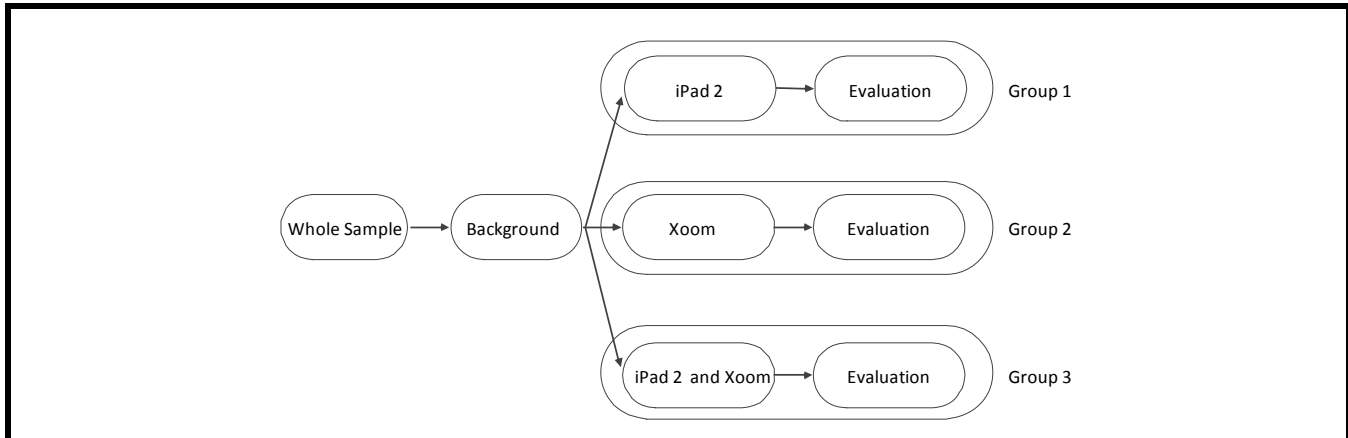 iPad 2
Evaluation
Group 1
Whole Sample
Background
Xoom
Evaluation
Group 2
iPad 2 and Xoom
Evaluation
Group 3